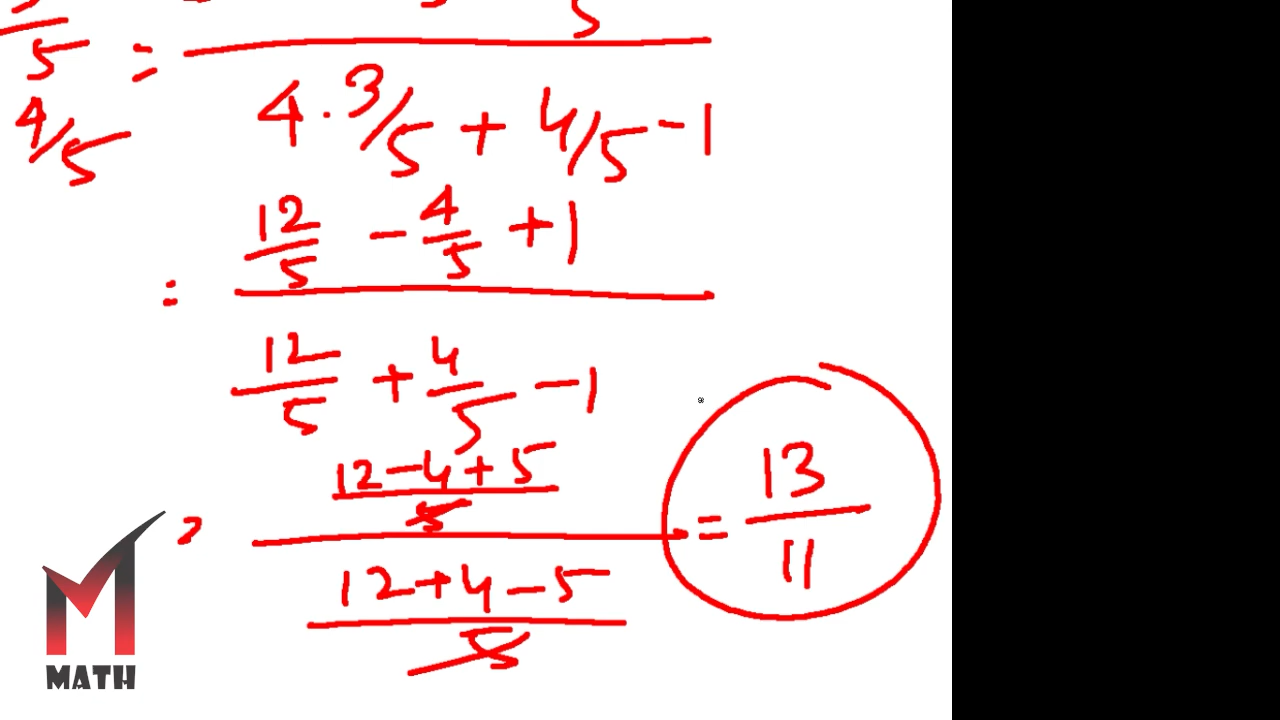 5
5 =
4/5
4 . 3/5 + 4/5 - 1
= 12/5 - 4/5 + 1
12/5 + 4/5 - 1
12 - 4 + 5
5
= 13/11
12 + 4 - 5
5
M
MATH